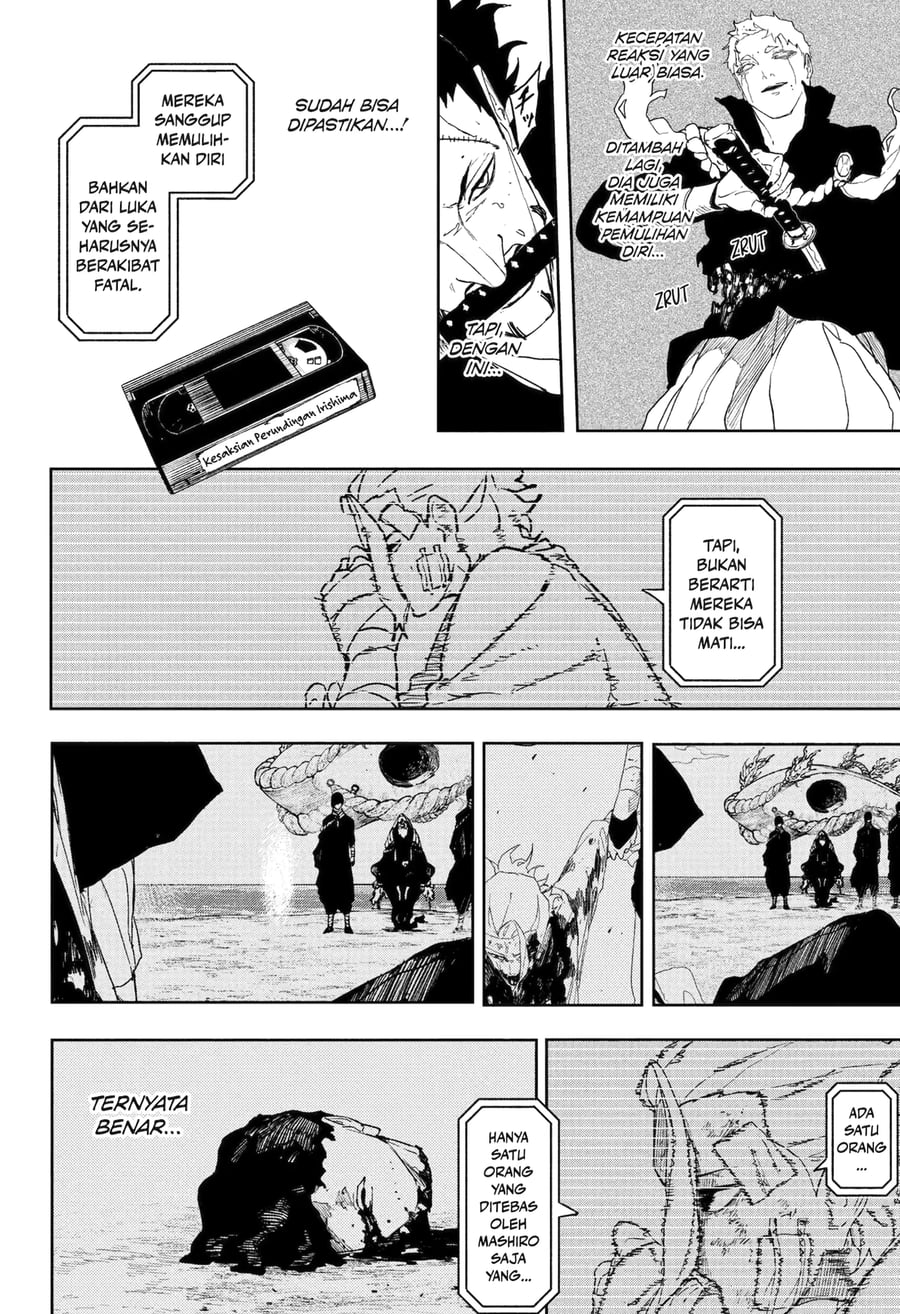 KECEPATAN
REAKSI YANG
LUAR BIASA.
DITAMBAH
LAGI,
DIA JUGA
MEMILIKI
KEMAMPUAN
PEMULIHAN
DIRI...
ZRUT
ZRUT
TAPI,
DENGAN
INI...
SUDAH BISA
DIPASTIKAN...!
MEREKA
SANGGUP
MEMULIH-
KAN DIRI
BAHKAN
DARI LUKA
YANG SE-
HARUSNYA
BERAKIBAT
FATAL.
Kesaksian Perundingan Irishima
TAPI,
BUKAN
BERARTI
MEREKA
TIDAK BISA
MATI...
ADA
SATU
ORANG
...
HANYA
SATU
ORANG
YANG
DITEBAS
OLEH
MASHIRO
SAJA
YANG...
TERNYATA
BENAR...